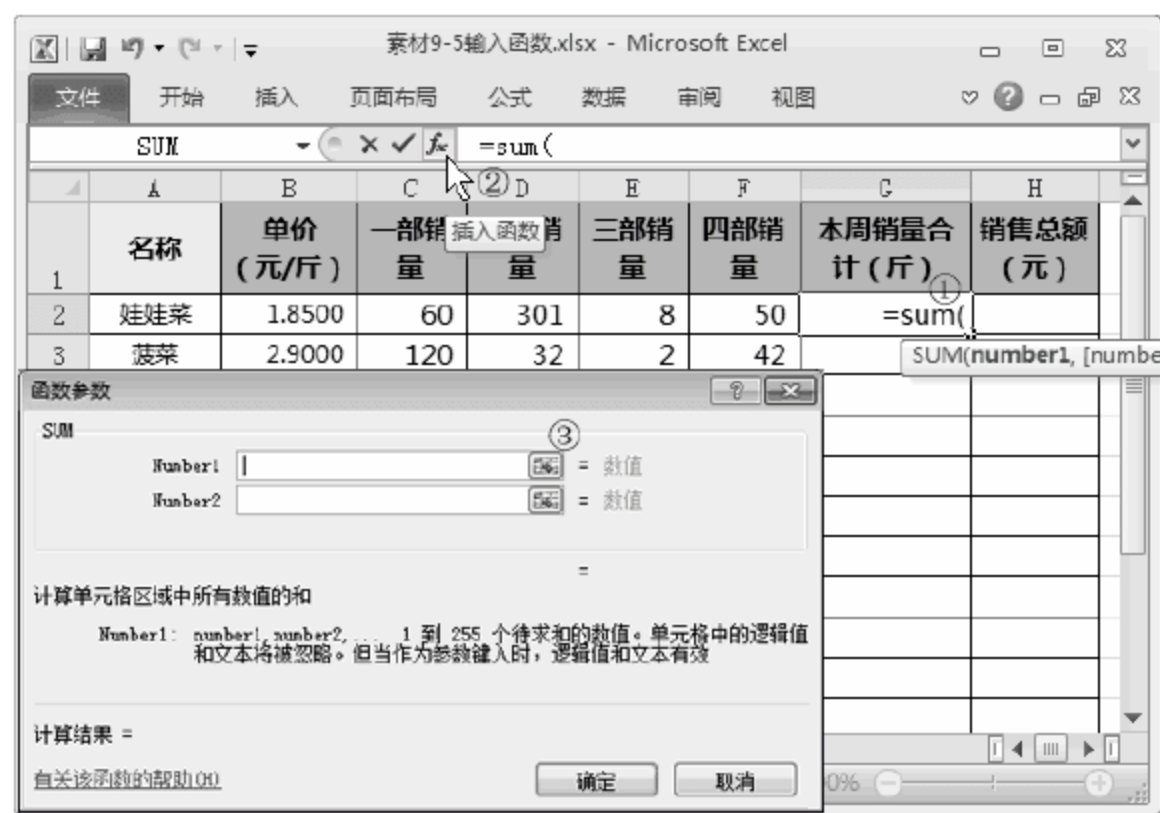 素材9-5输入函数.xlsx - Microsoft Excel
文件 开始 插入 页面布局 公式 数据 审阅 视图
SUM fx =sum(
② 
A B C D E F G H
插入函数
1 名称 单价（元/斤） 一部销量 销量 三部销量 四部销量 本周销量合计（斤） 销售总额（元）
①
2 娃娃菜 1.8500 60 301 8 50 =sum(
3 菠菜 2.9000 120 32 2 42
SUM(number1, [numbe
函数参数
SUM
③
Number1 = 数值
Number2 = 数值
=
计算单元格区域中所有数值的和
Number1: number1,number2,... 1 到 255 个待求和的数值。单元格中的逻辑值
和文本将被忽略。但当作为参数键入时，逻辑值和文本有效
计算结果 =
有关该函数的帮助(H)
确定 取消
00%